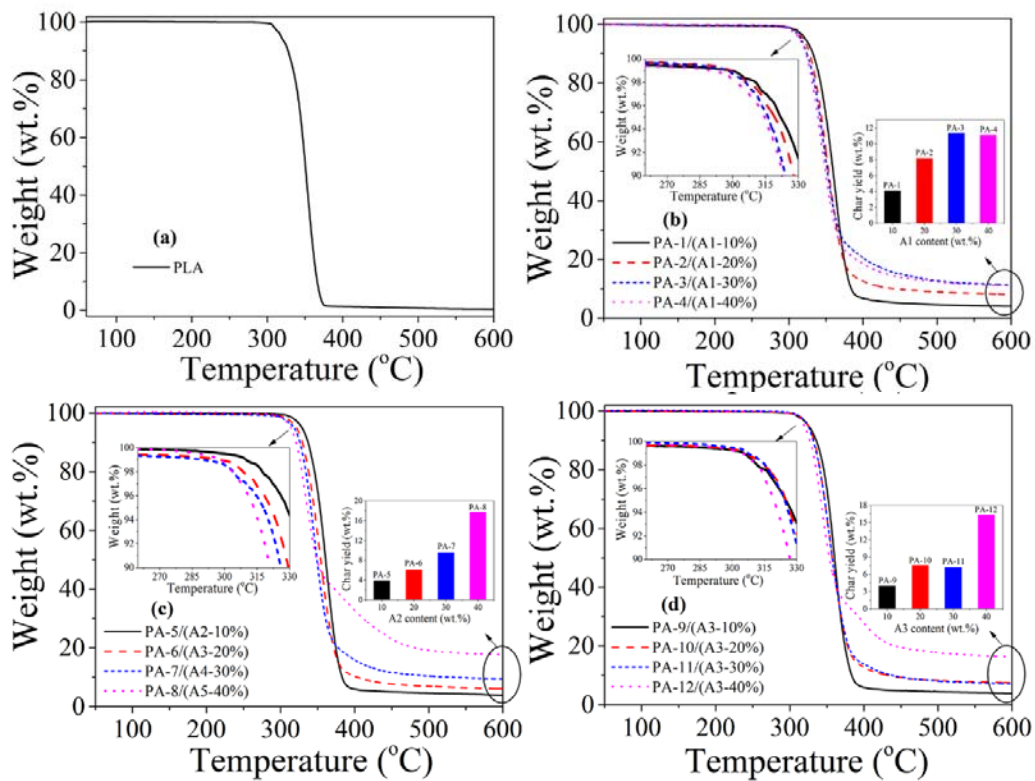 100
80
60
40
20
0
Weight (wt.%)
(a)
PLA
100
200
300
400
500
600
Temperature (°C)
100
80
60
40
20
0
Weight (wt.%)
100
98
96
94
92
90
Weight (wt.%)
270
285
300
315
330
Temperature (°C)
12
10
8
6
4
2
0
Char yield (wt.%)
PA-1
PA-2
PA-3
PA-4
10
20
30
40
A1 content (wt.%)
(b)
PA-1/(A1-10%)
PA-2/(A1-20%)
PA-3/(A1-30%)
PA-4/(A1-40%)
100
200
300
400
500
600
Temperature (°C)
100
80
60
40
20
0
Weight (wt.%)
100
98
96
94
92
90
Weight (wt.%)
270
285
300
315
330
Temperature (°C)
20
16
12
8
4
0
Char yield (wt.%)
PA-5
PA-6
PA-7
PA-8
10
20
30
40
A2 content (wt.%)
(c)
PA-5/(A2-10%)
PA-6/(A3-20%)
PA-7/(A4-30%)
PA-8/(A5-40%)
100
200
300
400
500
600
Temperature (°C)
100
80
60
40
20
0
Weight (wt.%)
100
98
96
94
92
90
Weight (wt.%)
270
285
300
315
330
Temperature (°C)
18
15
12
9
6
3
0
Char yield (wt.%)
PA-9
PA-10
PA-11
PA-12
10
20
30
40
A3 content (wt.%)
(d)
PA-9/(A3-10%)
PA-10/(A3-20%)
PA-11/(A3-30%)
PA-12/(A3-40%)
100
200
300
400
500
600
Temperature (°C)